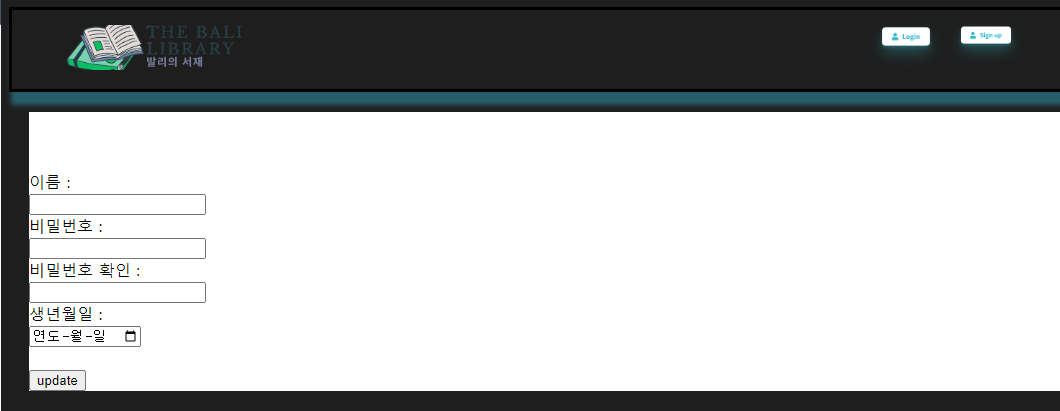 THE BALI
LIBRARY
발리의 서재
Login
Sign up
이름 :
비밀번호 :
비밀번호 확인 :
생년월일 :
연도-월-일
update